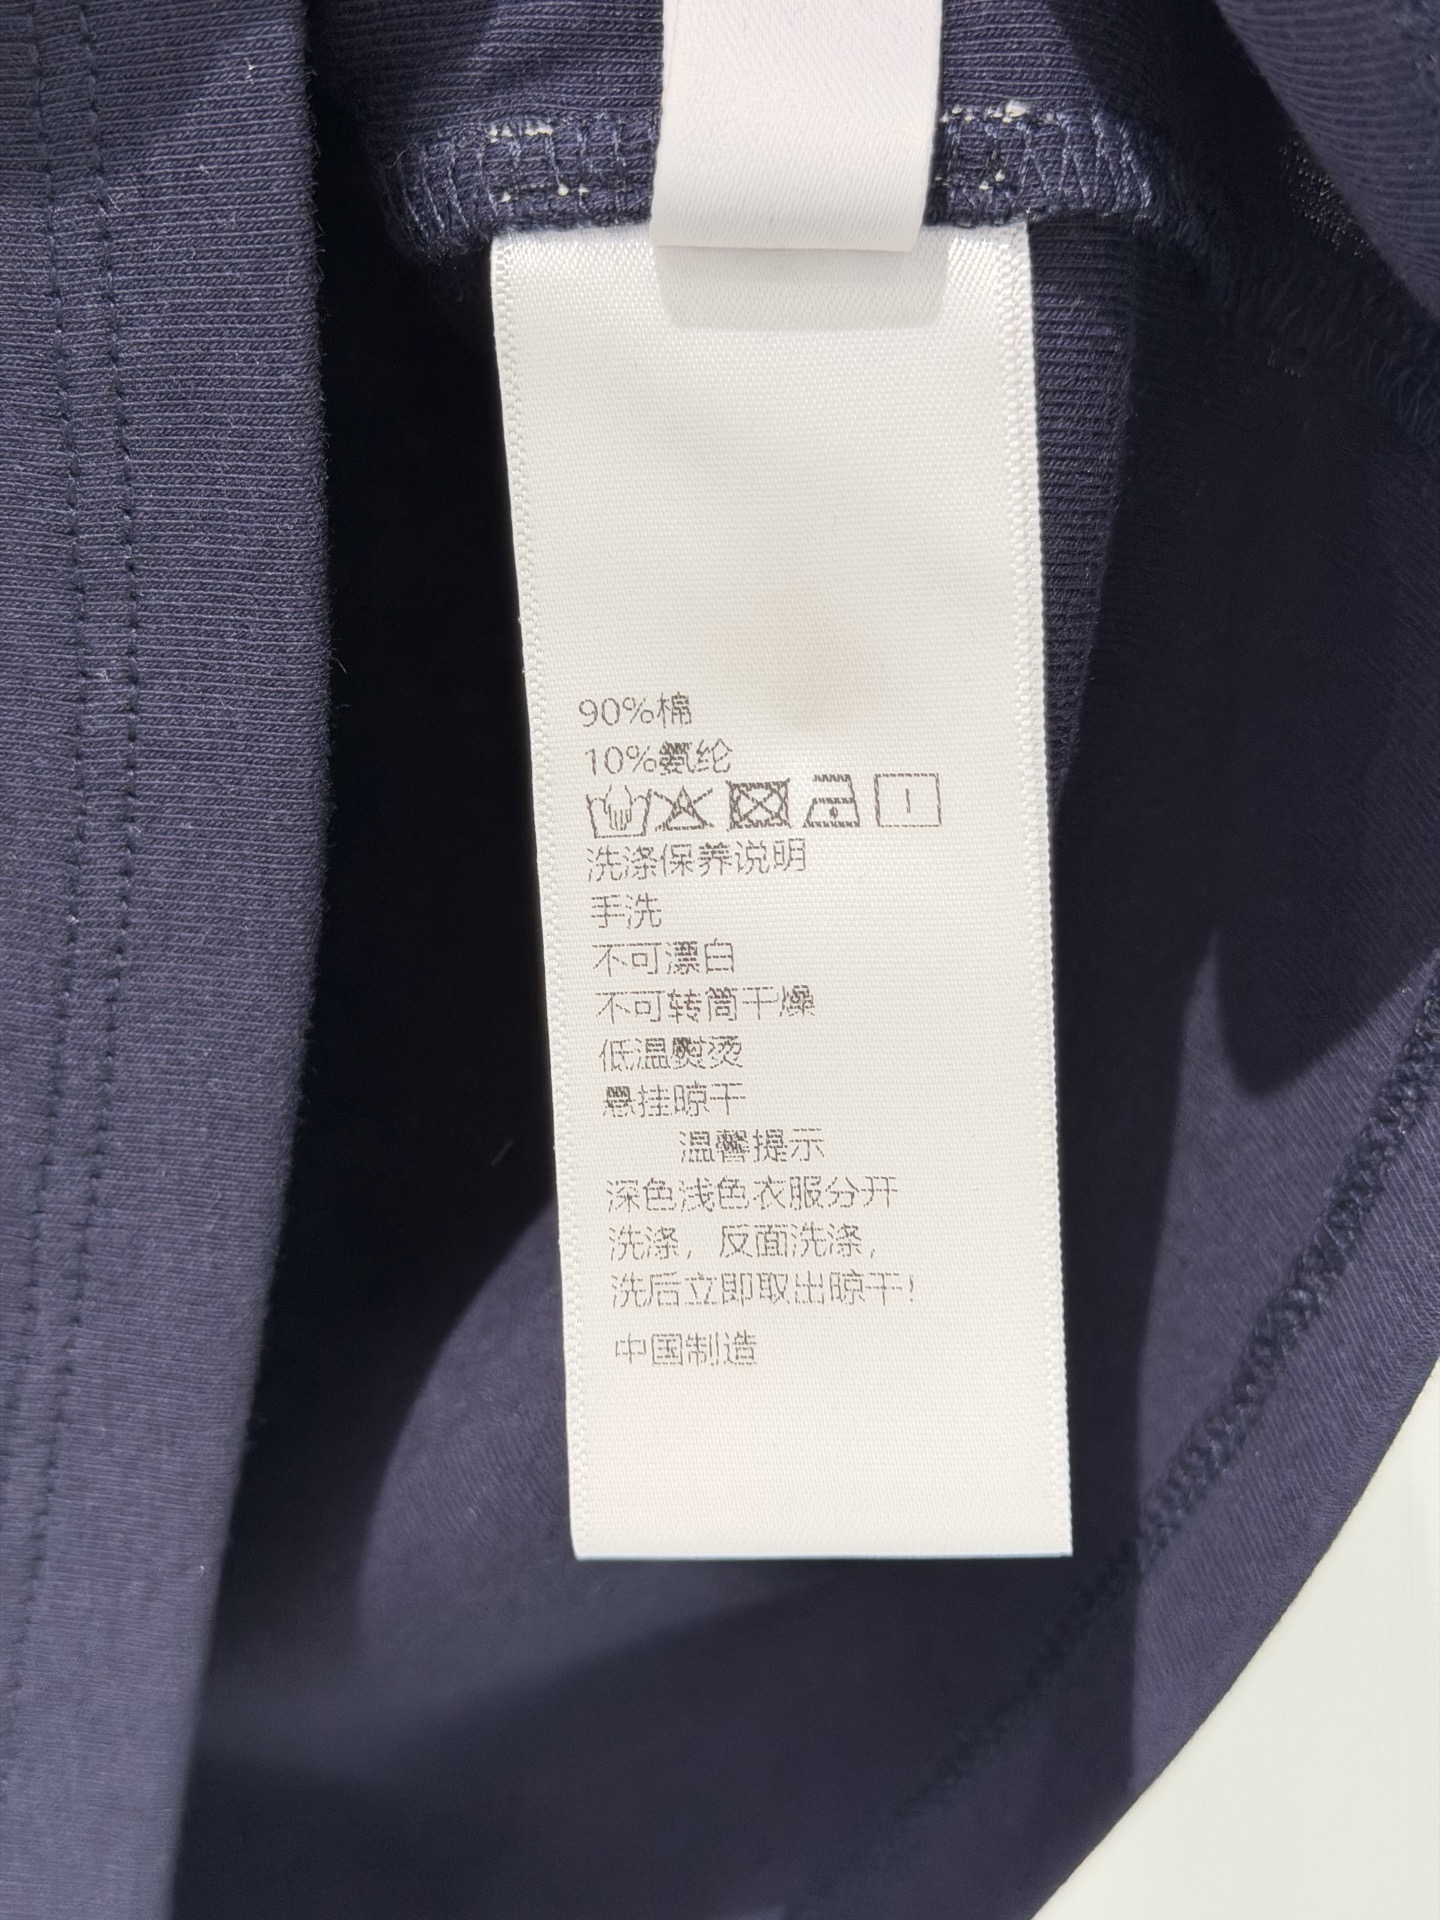 90%棉
10%氨纶
洗涤保养说明
手洗
不可漂白
不可转筒干燥
低温熨烫
悬挂晾干
温馨提示
深色浅色衣服分开
洗涤，反面洗涤，
洗后立即取出晾干！
中国制造